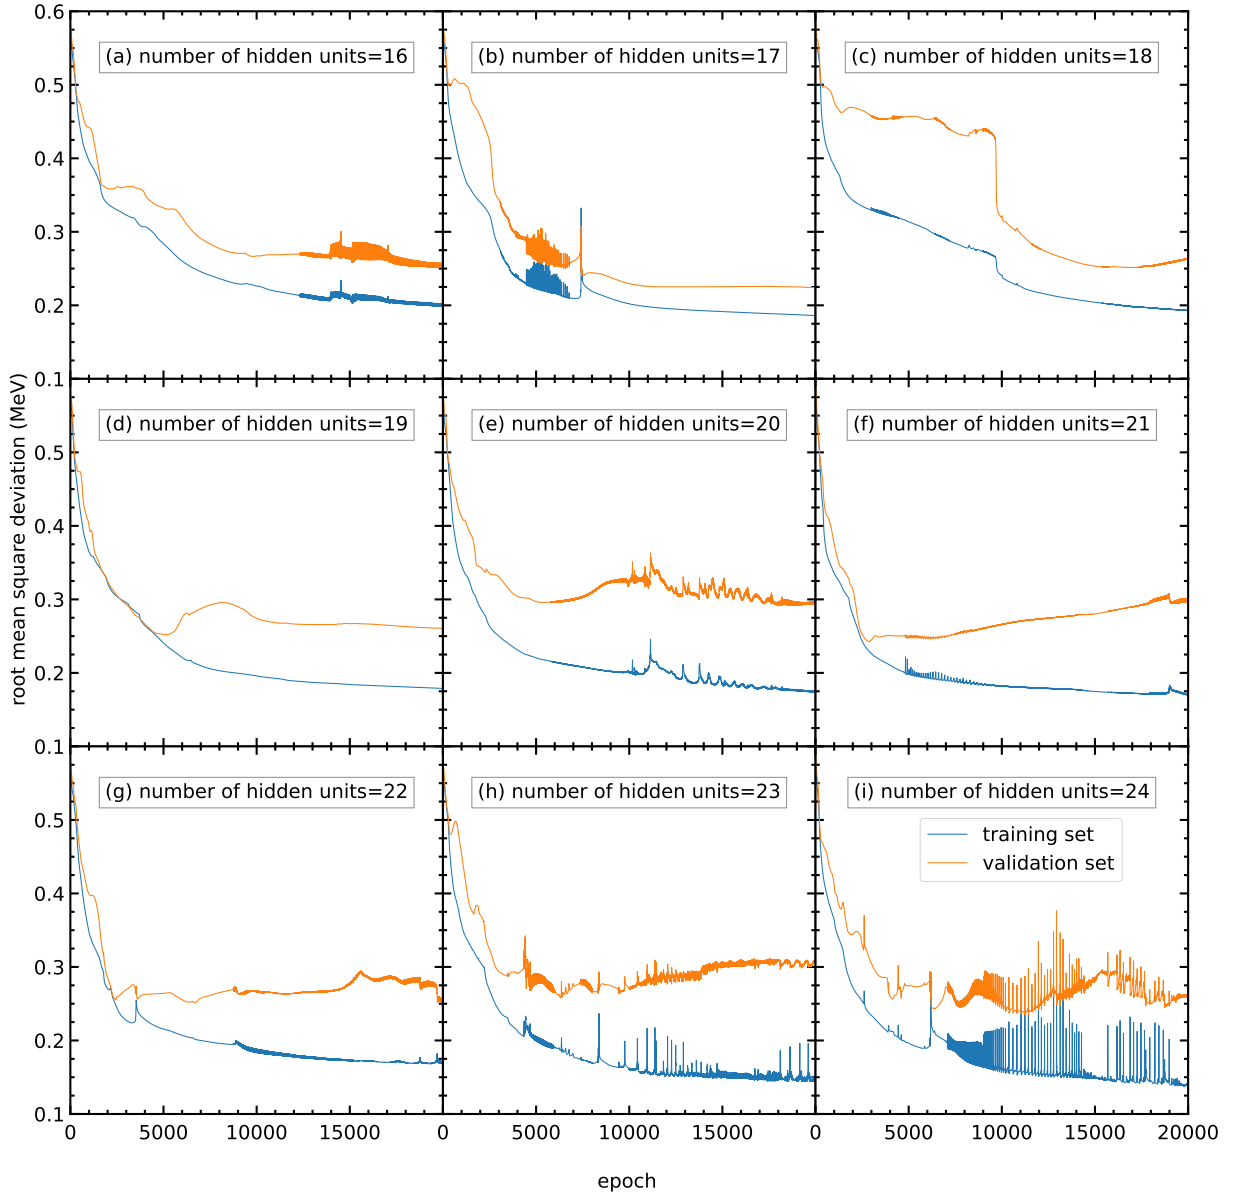 0.6
(a) number of hidden units=16
(b) number of hidden units=17
(c) number of hidden units=18
0.5
0.4
0.3
0.2
0.1
(d) number of hidden units=19
(e) number of hidden units=20
(f) number of hidden units=21
0.5
0.4
0.3
0.2
0.1
root mean square deviation (MeV)
(g) number of hidden units=22
(h) number of hidden units=23
(i) number of hidden units=24
training set
validation set
0.5
0.4
0.3
0.2
0.1
0 5000 10000 15000 0 5000 10000 15000 0 5000 10000 15000 20000
epoch